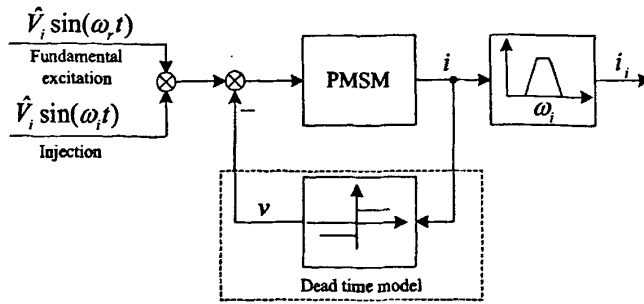 V̂ᵢ sin(ωᵣt)
Fundamental
excitation
V̂ᵢ sin(ωᵢt)
Injection
−
PMSM
i
ωᵢ
iᵢ
v
Dead time model